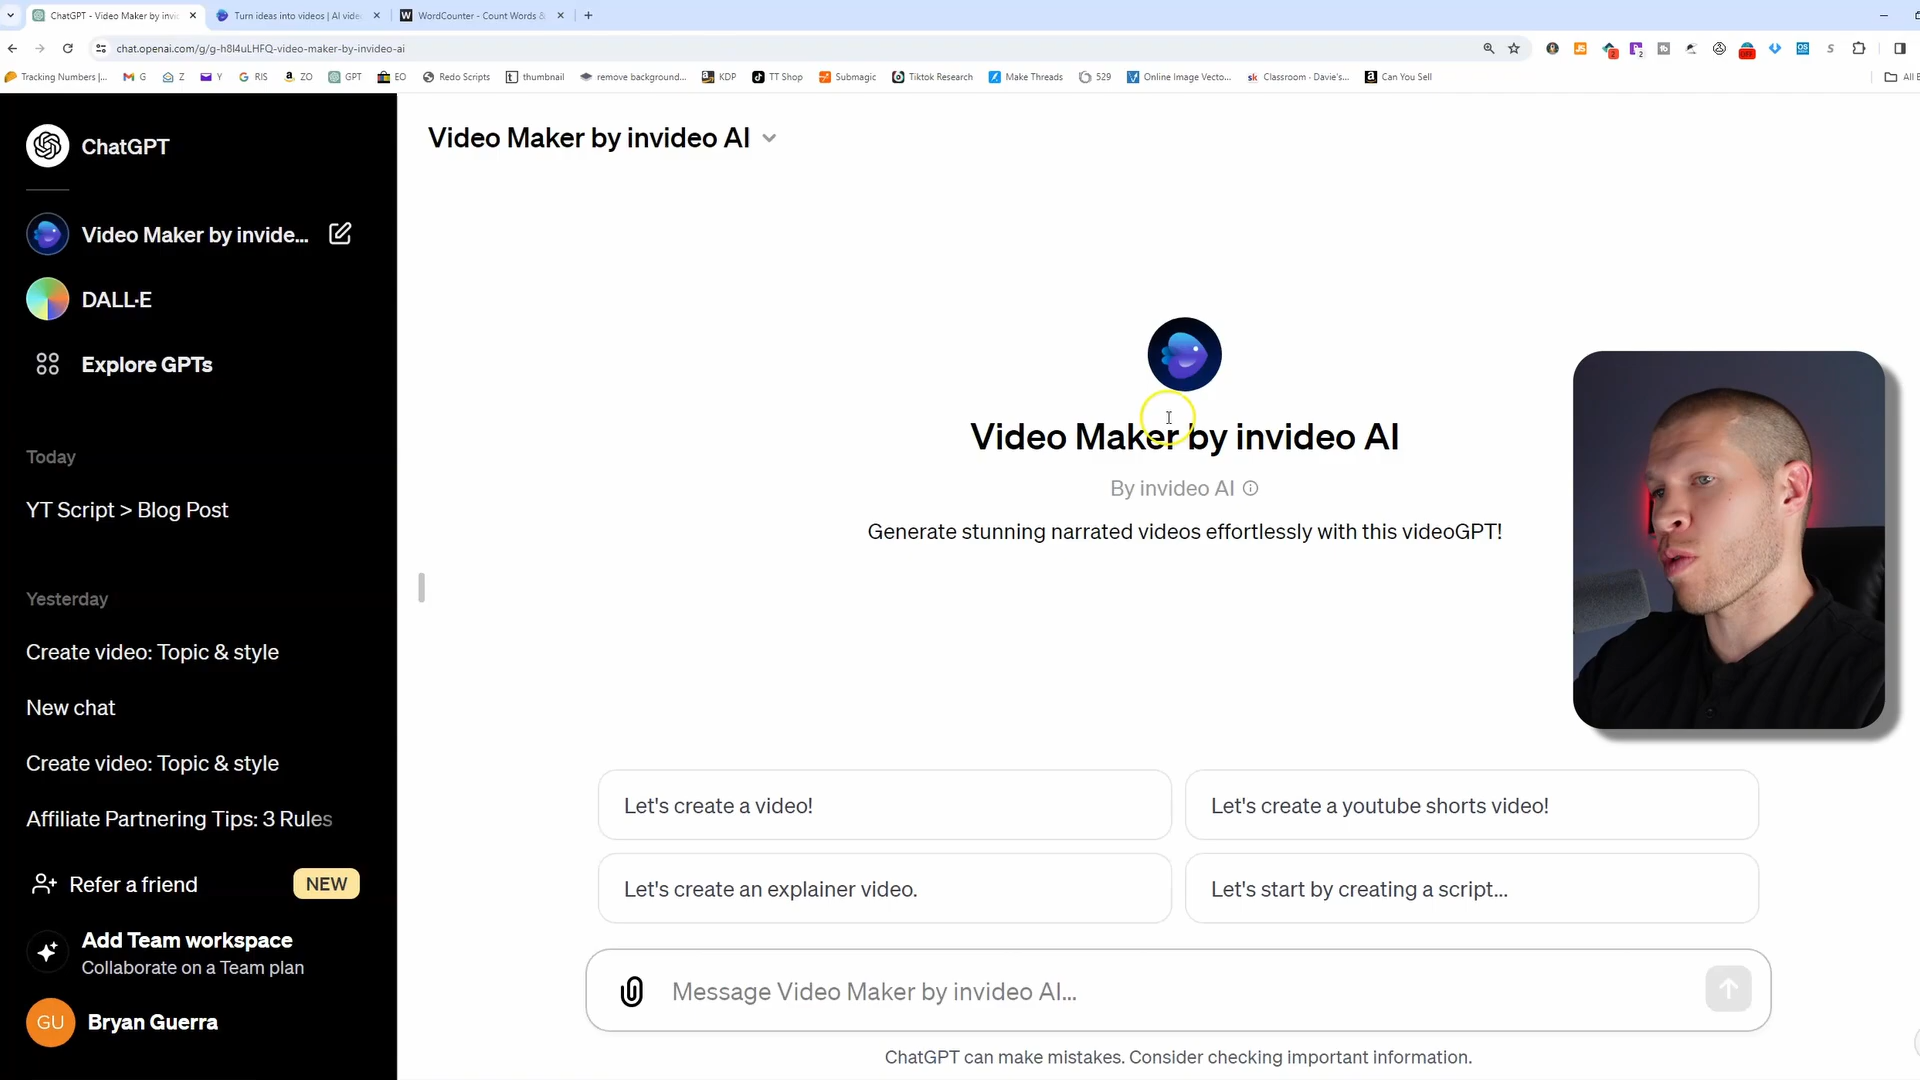 ChatGPT - Video Maker by invid
Turn ideas into videos | AI vide
WordCounter - Count Words &
chat.openai.com/g/g-h8l4uLHFQ-video-maker-by-invideo-ai
Tracking Numbers |...
G
Z
Y
RIS
ZO
GPT
EO
Redo Scripts
thumbnail
remove background...
KDP
TT Shop
Submagic
Tiktok Research
Make Threads
529
Online Image Vecto...
Classroom - Davie's...
Can You Sell
All B
ChatGPT
Video Maker by invide...
DALL·E
Explore GPTs
Today
YT Script > Blog Post
Yesterday
Create video: Topic & style
New chat
Create video: Topic & style
Affiliate Partnering Tips: 3 Rules
Refer a friend
NEW
Add Team workspace
Collaborate on a Team plan
GU
Bryan Guerra
Video Maker by invideo AI
Video Maker by invideo AI
By invideo AI
Generate stunning narrated videos effortlessly with this videoGPT!
Let's create a video!
Let's create a youtube shorts video!
Let's create an explainer video.
Let's start by creating a script...
Message Video Maker by invideo AI...
ChatGPT can make mistakes. Consider checking important information.